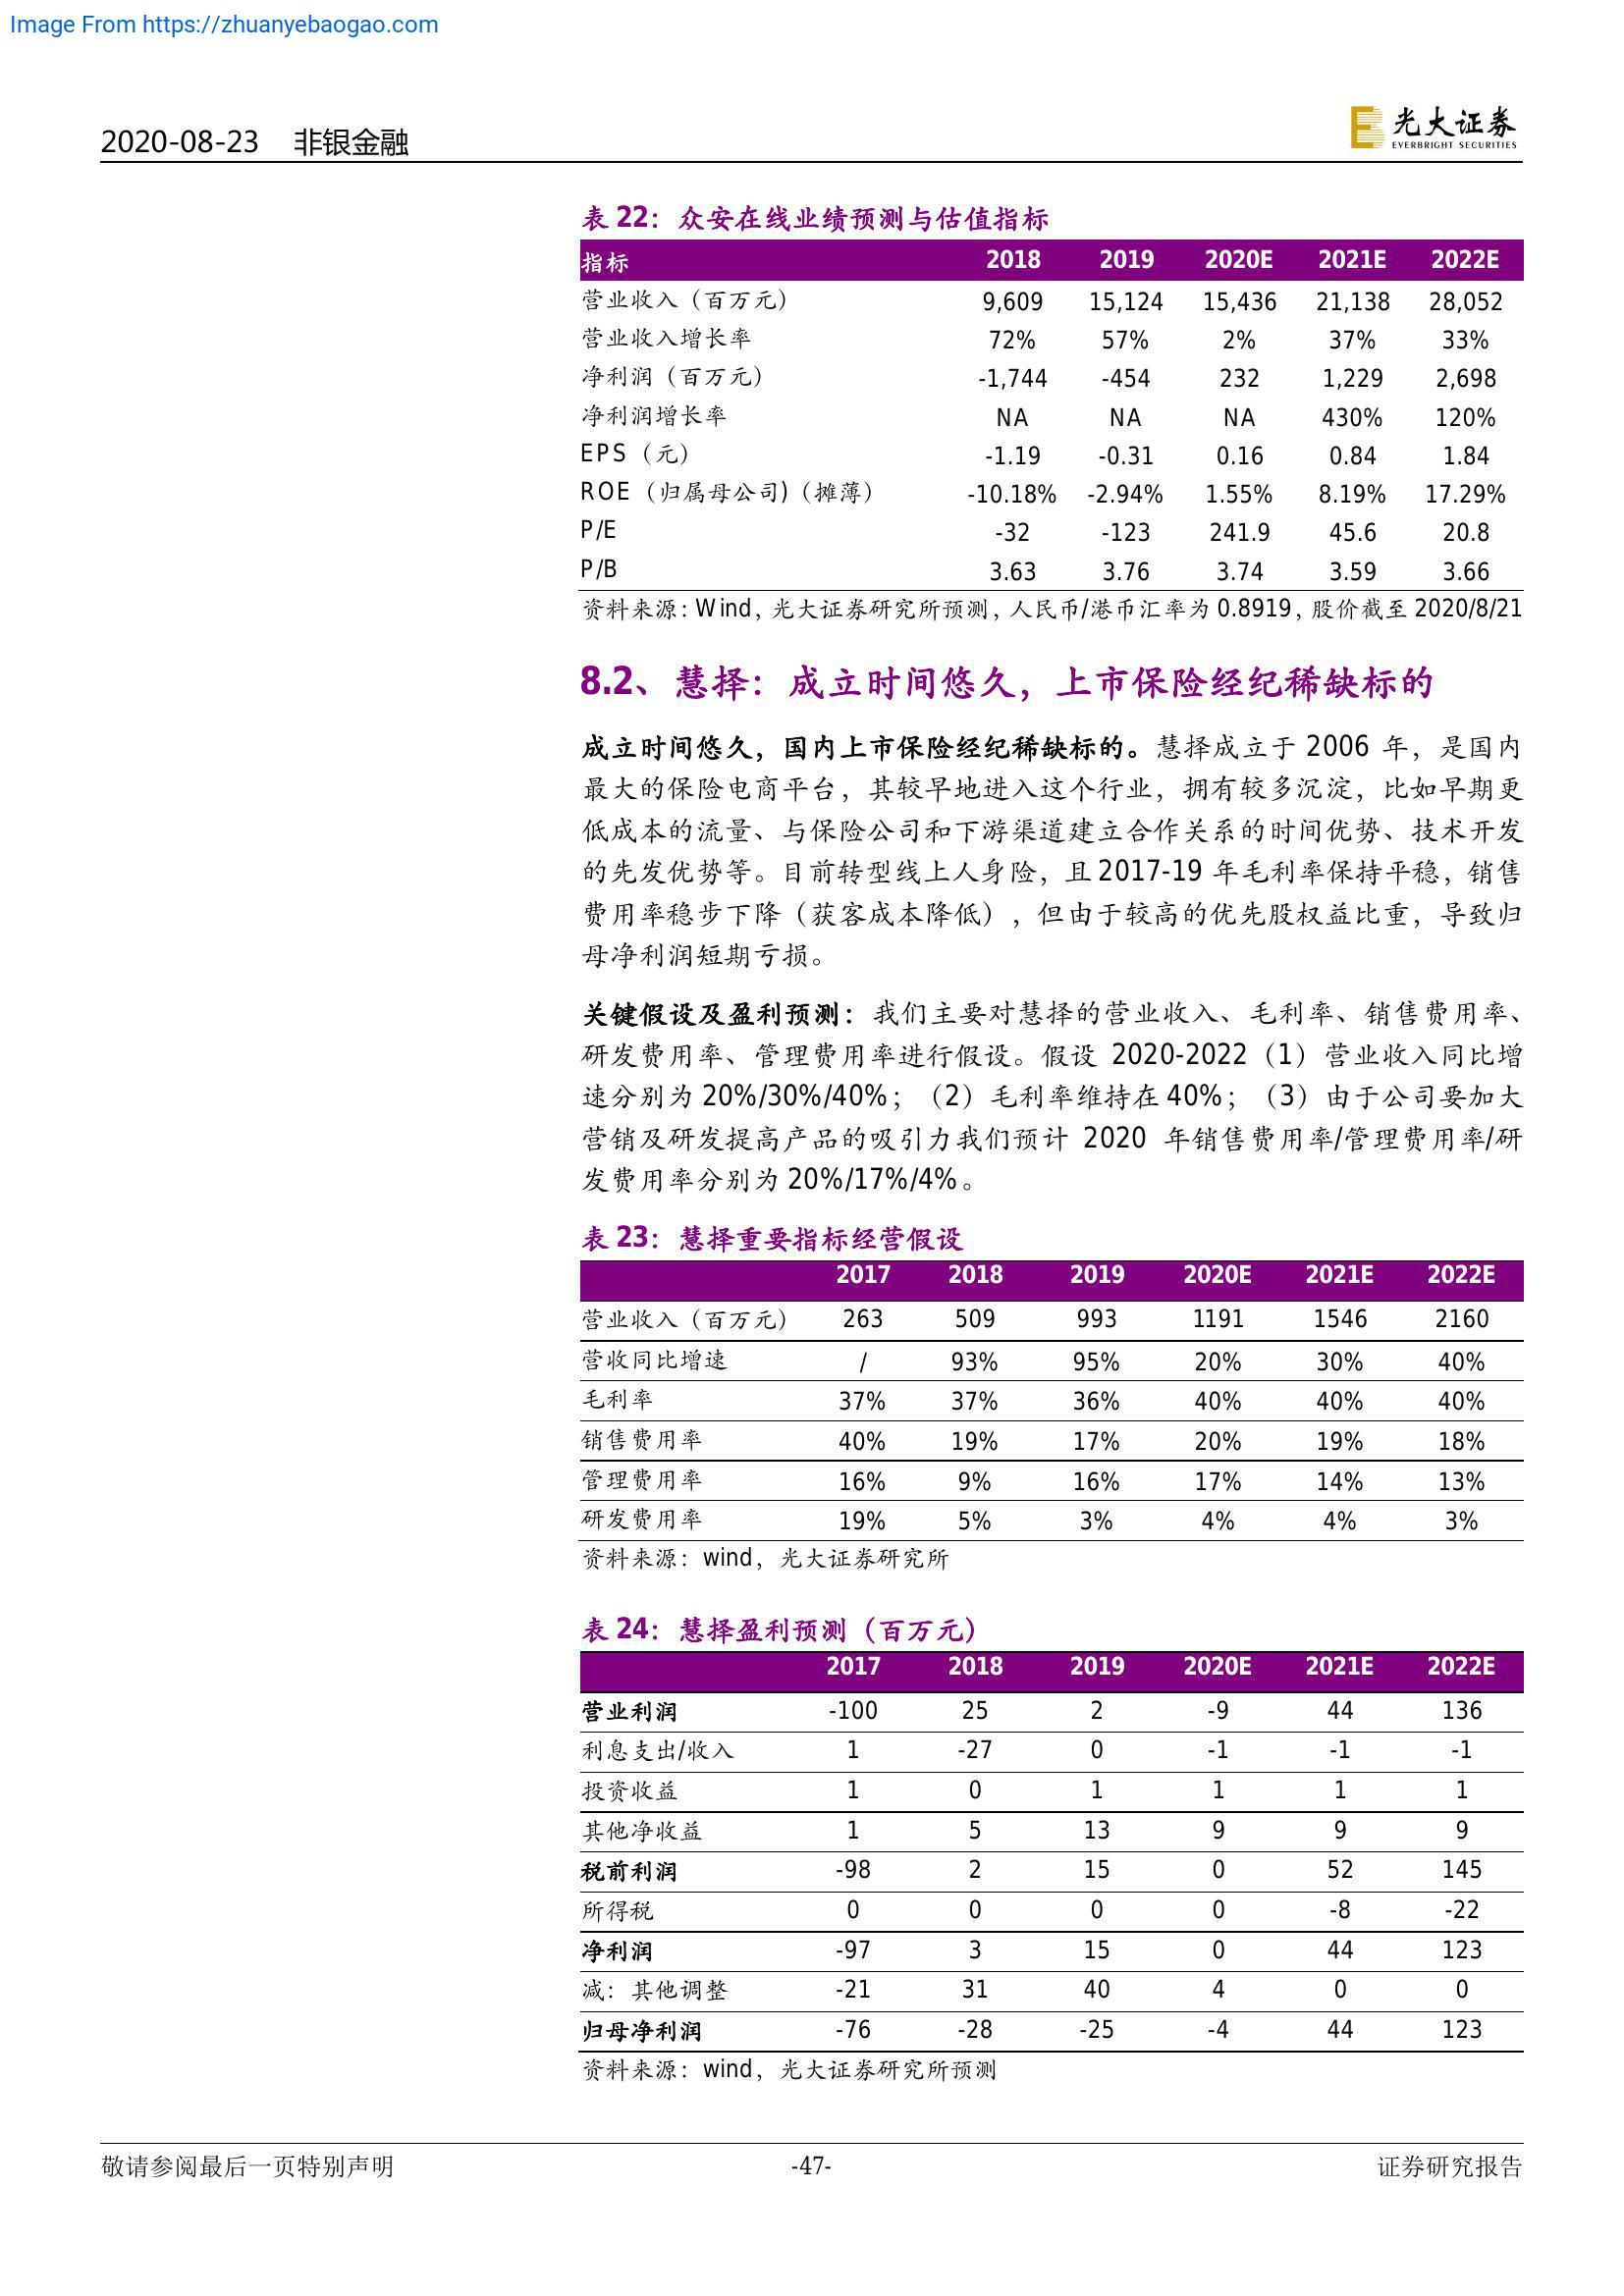 Image From https://zhuanyebaogao.com
2020-08-23 非银金融
光大证券
EVERBRIGHT SECURITIES
表 22：众安在线业绩预测与估值指标
指标 2018 2019 2020E 2021E 2022E
营业收入（百万元） 9,609 15,124 15,436 21,138 28,052
营业收入增长率 72% 57% 2% 37% 33%
净利润（百万元） -1,744 -454 232 1,229 2,698
净利润增长率 NA NA NA 430% 120%
EPS（元） -1.19 -0.31 0.16 0.84 1.84
ROE（归属母公司)（摊薄） -10.18% -2.94% 1.55% 8.19% 17.29%
P/E -32 -123 241.9 45.6 20.8
P/B 3.63 3.76 3.74 3.59 3.66
资料来源：Wind，光大证券研究所预测，人民币/港币汇率为 0.8919，股价截至 2020/8/21
8.2、慧择：成立时间悠久，上市保险经纪稀缺标的
成立时间悠久，国内上市保险经纪稀缺标的。慧择成立于 2006 年，是国内
最大的保险电商平台，其较早地进入这个行业，拥有较多沉淀，比如早期更
低成本的流量、与保险公司和下游渠道建立合作关系的时间优势、技术开发
的先发优势等。目前转型线上人身险，且 2017-19 年毛利率保持平稳，销售
费用率稳步下降（获客成本降低），但由于较高的优先股权益比重，导致归
母净利润短期亏损。
关键假设及盈利预测：我们主要对慧择的营业收入、毛利率、销售费用率、
研发费用率、管理费用率进行假设。假设 2020-2022（1）营业收入同比增
速分别为 20%/30%/40%；（2）毛利率维持在 40%；（3）由于公司要加大
营销及研发提高产品的吸引力我们预计 2020 年销售费用率/管理费用率/研
发费用率分别为 20%/17%/4%。
表 23：慧择重要指标经营假设
2017 2018 2019 2020E 2021E 2022E
营业收入（百万元） 263 509 993 1191 1546 2160
营收同比增速 / 93% 95% 20% 30% 40%
毛利率 37% 37% 36% 40% 40% 40%
销售费用率 40% 19% 17% 20% 19% 18%
管理费用率 16% 9% 16% 17% 14% 13%
研发费用率 19% 5% 3% 4% 4% 3%
资料来源：wind，光大证券研究所
表 24：慧择盈利预测（百万元）
2017 2018 2019 2020E 2021E 2022E
营业利润 -100 25 2 -9 44 136
利息支出/收入 1 -27 0 -1 -1 -1
投资收益 1 0 1 1 1 1
其他净收益 1 5 13 9 9 9
税前利润 -98 2 15 0 52 145
所得税 0 0 0 0 -8 -22
净利润 -97 3 15 0 44 123
减：其他调整 -21 31 40 4 0 0
归母净利润 -76 -28 -25 -4 44 123
资料来源：wind，光大证券研究所预测
敬请参阅最后一页特别声明 -47- 证券研究报告